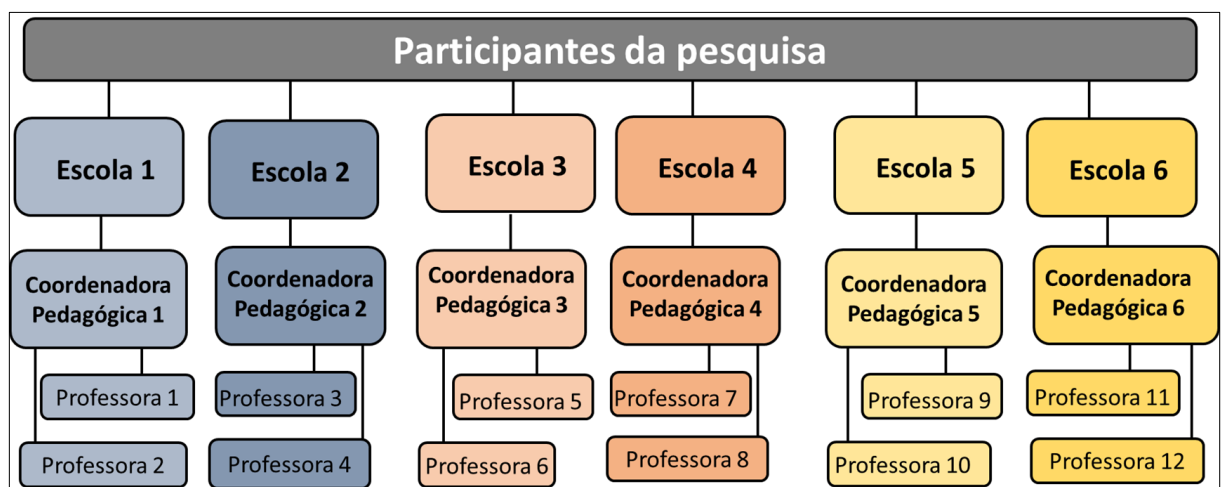 Participantes da pesquisa
Escola 1
Escola 2
Escola 3
Escola 4
Escola 5
Escola 6
Coordenadora
Pedagógica 1
Coordenadora
Pedagógica 2
Coordenadora
Pedagógica 3
Coordenadora
Pedagógica 4
Coordenadora
Pedagógica 5
Coordenadora
Pedagógica 6
Professora 1
Professora 3
Professora 5
Professora 7
Professora 9
Professora 11
Professora 2
Professora 4
Professora 6
Professora 8
Professora 10
Professora 12